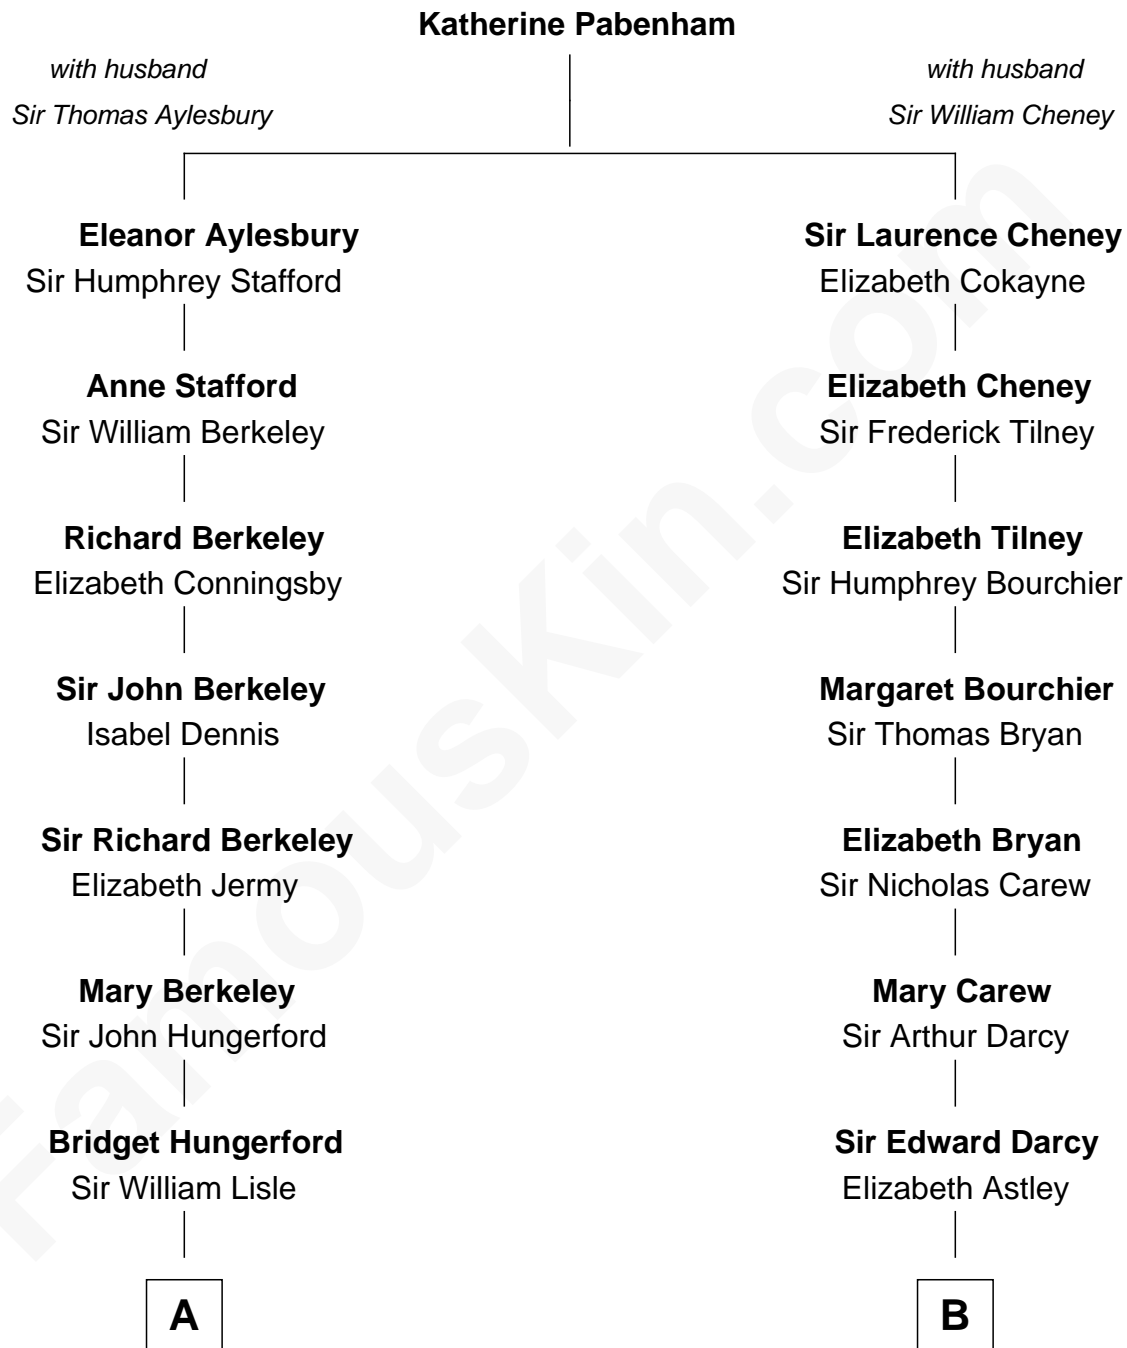 Katherine Pabenham
with husband
Sir Thomas Aylesbury
with husband
Sir William Cheney
Eleanor Aylesbury
Sir Humphrey Stafford
Sir Laurence Cheney
Elizabeth Cokayne
Anne Stafford
Sir William Berkeley
Elizabeth Cheney
Sir Frederick Tilney
Richard Berkeley
Elizabeth Conningsby
Elizabeth Tilney
Sir Humphrey Bourchier
Sir John Berkeley
Isabel Dennis
Margaret Bourchier
Sir Thomas Bryan
Sir Richard Berkeley
Elizabeth Jermy
Elizabeth Bryan
Sir Nicholas Carew
Mary Berkeley
Sir John Hungerford
Mary Carew
Sir Arthur Darcy
Bridget Hungerford
Sir William Lisle
Sir Edward Darcy
Elizabeth Astley
A
B
FamousKin.com